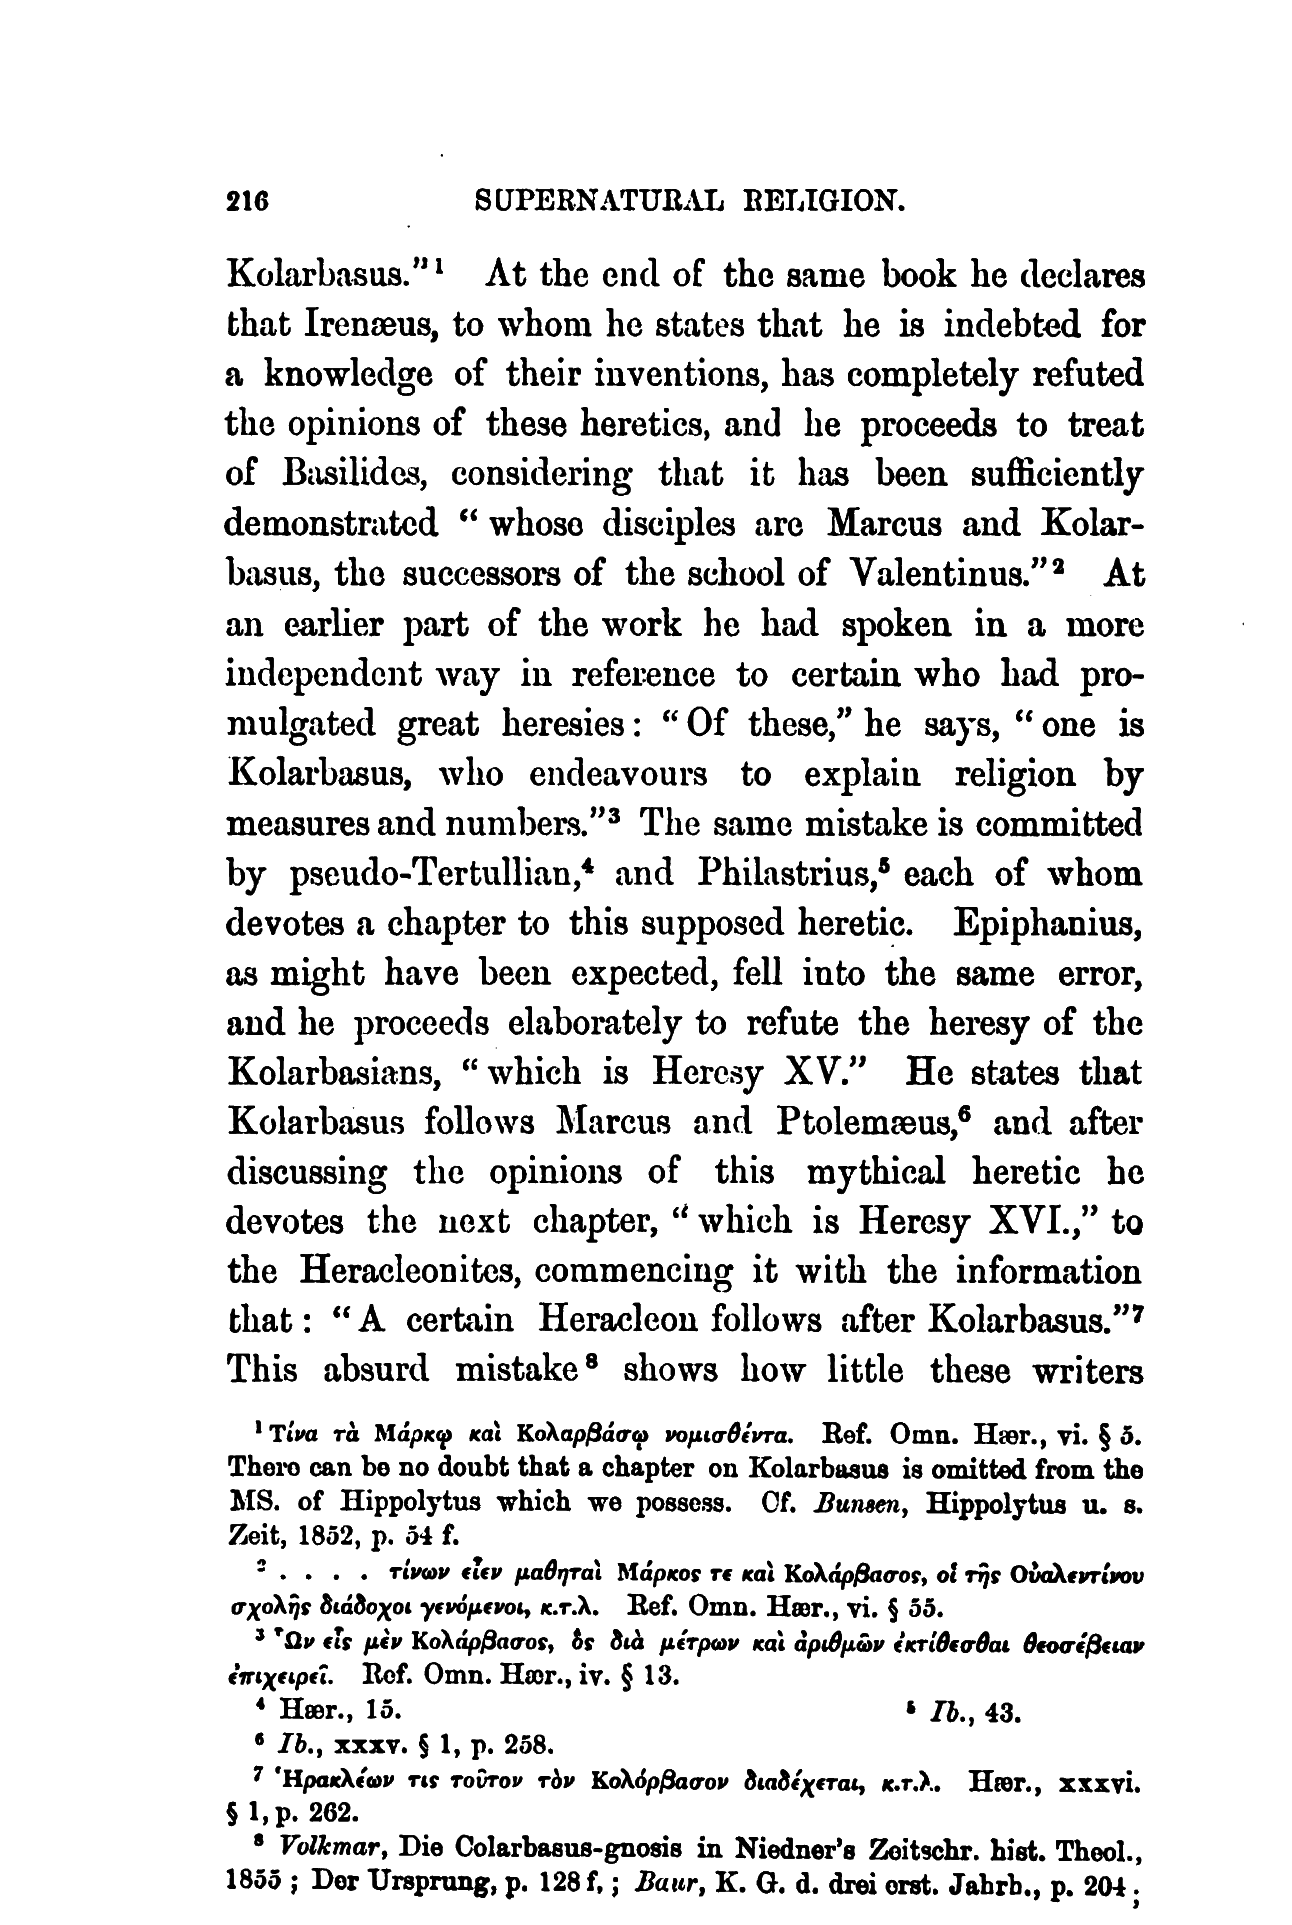 216 SUPERNATURAL RELIGION.
Kolarbasus."¹ At the end of the same book he declares
that Irenæus, to whom he states that he is indebted for
a knowledge of their inventions, has completely refuted
the opinions of these heretics, and he proceeds to treat
of Basilides, considering that it has been sufficiently
demonstrated “ whose disciples are Marcus and Kolar-
basus, the successors of the school of Valentinus.”² At
an earlier part of the work he had spoken in a more
independent way in reference to certain who had pro-
mulgated great heresies : “ Of these,” he says, “ one is
Kolarbasus, who endeavours to explain religion by
measures and numbers.”³ The same mistake is committed
by pseudo-Tertullian,⁴ and Philastrius,⁵ each of whom
devotes a chapter to this supposed heretic. Epiphanius,
as might have been expected, fell into the same error,
and he proceeds elaborately to refute the heresy of the
Kolarbasians, “ which is Heresy XV.” He states that
Kolarbasus follows Marcus and Ptolemæus,⁶ and after
discussing the opinions of this mythical heretic he
devotes the next chapter, “ which is Heresy XVI.,” to
the Heracleonites, commencing it with the information
that : “ A certain Heracleon follows after Kolarbasus.”⁷
This absurd mistake ⁸ shows how little these writers
¹ Τίνα τὰ Μάρκῳ καὶ Κολαρβάσῳ νομισθέντα. Ref. Omn. Hær., vi. § 5.
There can be no doubt that a chapter on Kolarbasus is omitted from the
MS. of Hippolytus which we possess. Cf. Bunsen, Hippolytus u. s.
Zeit, 1852, p. 54 f.
² . . . . τίνων εἶεν μαθηταὶ Μάρκος τε καὶ Κολάρβασος, οἱ τῆς Οὐαλεντίνου
σχολῆς διάδοχοι γενόμενοι, κ.τ.λ. Ref. Omn. Hær., vi. § 55.
³ Ὧν εἷς μὲν Κολάρβασος, ὃς διὰ μέτρων καὶ ἀριθμῶν ἐκτίθεσθαι θεοσέβειαν
ἐπιχειρεῖ. Ref. Omn. Hær., iv. § 13.
⁴ Hær., 15. ⁵ Ib., 43.
⁶ Ib., xxxv. § 1, p. 258.
⁷ Ἡρακλέων τις τοῦτον τὸν Κολόρβασον διαδέχεται, κ.τ.λ. Hær., xxxvi.
§ 1, p. 262.
⁸ Volkmar, Die Colarbasus-gnosis in Niedner's Zeitschr. hist. Theol.,
1855 ; Der Ursprung, p. 128 f. ; Baur, K. G. d. drei erst. Jahrb., p. 204 ;